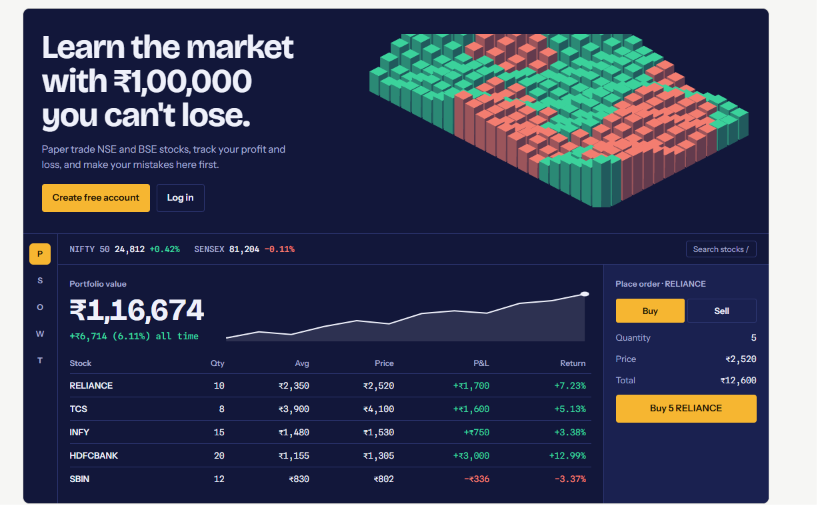 Learn the market
with ₹1,00,000
you can't lose.
Paper trade NSE and BSE stocks, track your profit and
loss, and make your mistakes here first.
Create free account Log in
P
S
O
W
T
NIFTY 50 24,812 +0.42% SENSEX 81,204 −0.11%
Search stocks /
Portfolio value
₹1,16,674
+₹6,714 (6.11%) all time
Stock Qty Avg Price P&L Return
RELIANCE 10 ₹2,350 ₹2,520 +₹1,700 +7.23%
TCS 8 ₹3,900 ₹4,100 +₹1,600 +5.13%
INFY 15 ₹1,480 ₹1,530 +₹750 +3.38%
HDFCBANK 20 ₹1,155 ₹1,305 +₹3,000 +12.99%
SBIN 12 ₹830 ₹802 −₹336 −3.37%
Place order · RELIANCE
Buy Sell
Quantity 5
Price ₹2,520
Total ₹12,600
Buy 5 RELIANCE